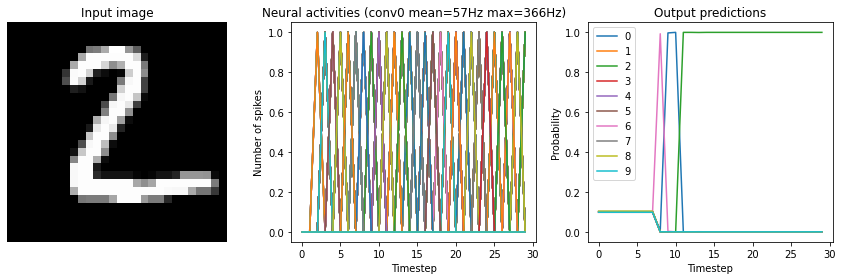 Input image
2
Neural activities (conv0 mean=57Hz max=366Hz)
Number of spikes
1.0
0.8
0.6
0.4
0.2
0.0
0 5 10 15 20 25 30
Timestep
Output predictions
Probability
1.0
0.8
0.6
0.4
0.2
0.0
0
1
2
3
4
5
6
7
8
9
0 5 10 15 20 25 30
Timestep